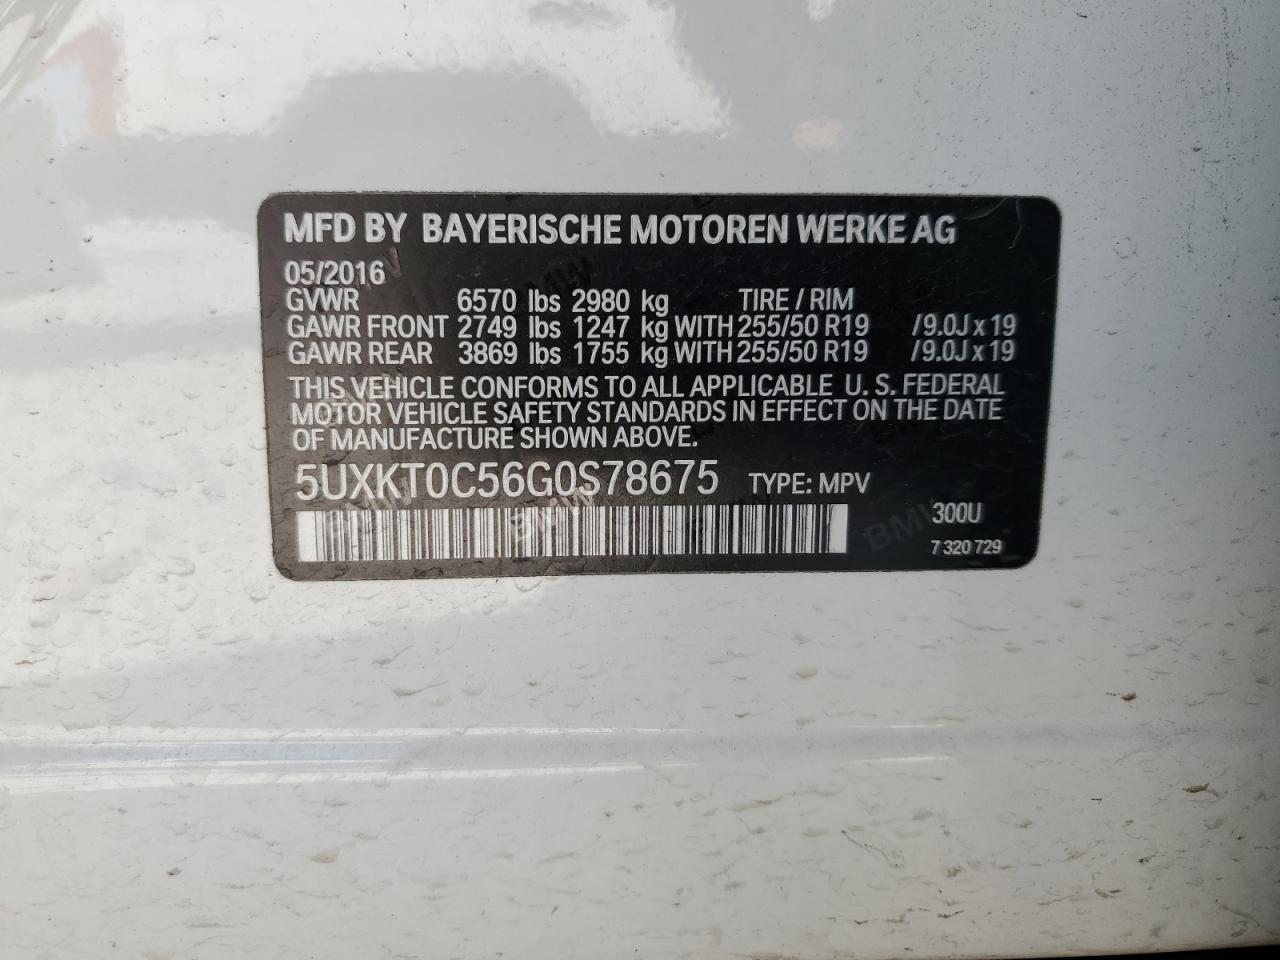 MFD BY BAYERISCHE MOTOREN WERKE AG
05/2016
GVWR 6570 lbs 2980 kg TIRE / RIM
GAWR FRONT 2749 lbs 1247 kg WITH 255/50 R19 /9.0J x 19
GAWR REAR 3869 lbs 1755 kg WITH 255/50 R19 /9.0J x 19
THIS VEHICLE CONFORMS TO ALL APPLICABLE U. S. FEDERAL
MOTOR VEHICLE SAFETY STANDARDS IN EFFECT ON THE DATE
OF MANUFACTURE SHOWN ABOVE.
5UXKT0C56G0S78675 TYPE: MPV
300U
7 320 729